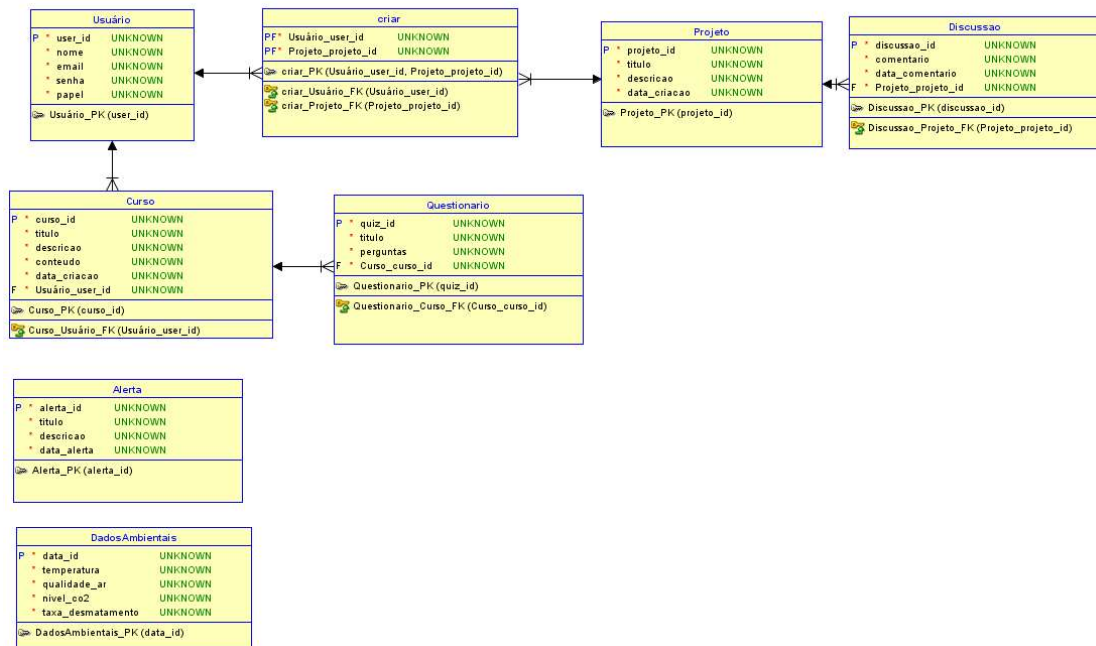 Usuário
P * user_id UNKNOWN
* nome UNKNOWN
* email UNKNOWN
* senha UNKNOWN
* papel UNKNOWN
Usuário_PK (user_id)
criar
PF* Usuário_user_id UNKNOWN
PF* Projeto_projeto_id UNKNOWN
criar_PK (Usuário_user_id, Projeto_projeto_id)
criar_Usuário_FK (Usuário_user_id)
criar_Projeto_FK (Projeto_projeto_id)
Projeto
P * projeto_id UNKNOWN
* titulo UNKNOWN
* descricao UNKNOWN
* data_criacao UNKNOWN
Projeto_PK (projeto_id)
Discussao
P * discussao_id UNKNOWN
* comentario UNKNOWN
* data_comentario UNKNOWN
F * Projeto_projeto_id UNKNOWN
Discussao_PK (discussao_id)
Discussao_Projeto_FK (Projeto_projeto_id)
Curso
P * curso_id UNKNOWN
* titulo UNKNOWN
* descricao UNKNOWN
* conteudo UNKNOWN
* data_criacao UNKNOWN
F * Usuário_user_id UNKNOWN
Curso_PK (curso_id)
Curso_Usuário_FK (Usuário_user_id)
Questionario
P * quiz_id UNKNOWN
* titulo UNKNOWN
* perguntas UNKNOWN
F * Curso_curso_id UNKNOWN
Questionario_PK (quiz_id)
Questionario_Curso_FK (Curso_curso_id)
Alerta
P * alerta_id UNKNOWN
* titulo UNKNOWN
* descricao UNKNOWN
* data_alerta UNKNOWN
Alerta_PK (alerta_id)
DadosAmbientais
P * data_id UNKNOWN
* temperatura UNKNOWN
* qualidade_ar UNKNOWN
* nivel_co2 UNKNOWN
* taxa_desmatamento UNKNOWN
DadosAmbientais_PK (data_id)